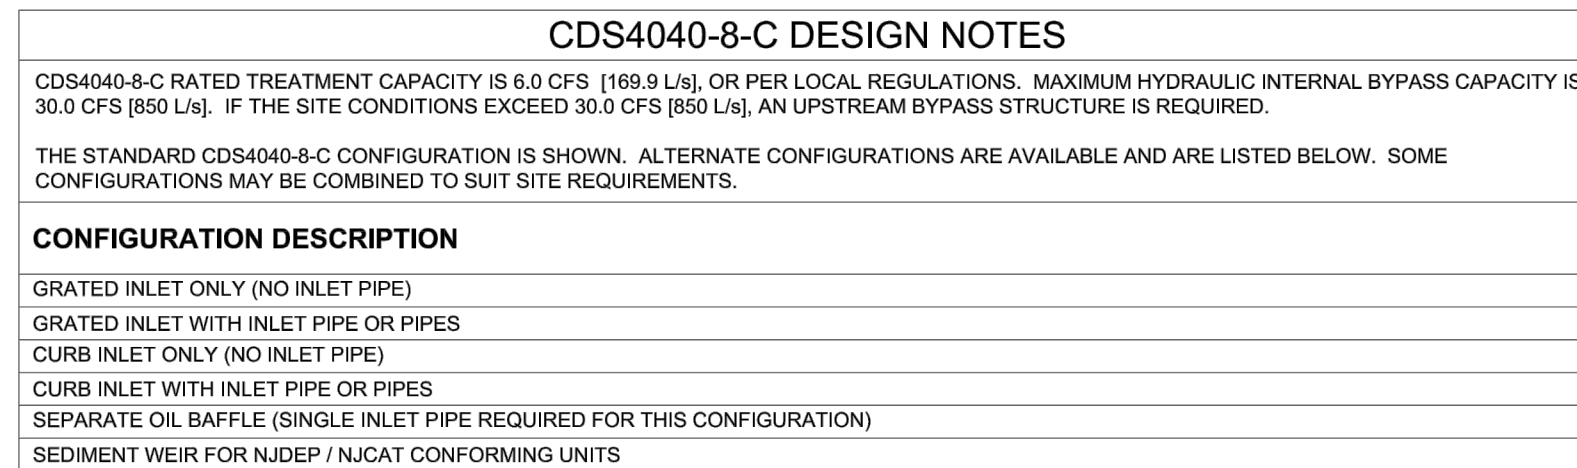 CDS4040-8-C DESIGN NOTES
CDS4040-8-C RATED TREATMENT CAPACITY IS 6.0 CFS [169.9 L/s], OR PER LOCAL REGULATIONS. MAXIMUM HYDRAULIC INTERNAL BYPASS CAPACITY IS
30.0 CFS [850 L/s]. IF THE SITE CONDITIONS EXCEED 30.0 CFS [850 L/s], AN UPSTREAM BYPASS STRUCTURE IS REQUIRED.
THE STANDARD CDS4040-8-C CONFIGURATION IS SHOWN. ALTERNATE CONFIGURATIONS ARE AVAILABLE AND ARE LISTED BELOW. SOME
CONFIGURATIONS MAY BE COMBINED TO SUIT SITE REQUIREMENTS.
CONFIGURATION DESCRIPTION
GRATED INLET ONLY (NO INLET PIPE)
GRATED INLET WITH INLET PIPE OR PIPES
CURB INLET ONLY (NO INLET PIPE)
CURB INLET WITH INLET PIPE OR PIPES
SEPARATE OIL BAFFLE (SINGLE INLET PIPE REQUIRED FOR THIS CONFIGURATION)
SEDIMENT WEIR FOR NJDEP / NJCAT CONFORMING UNITS